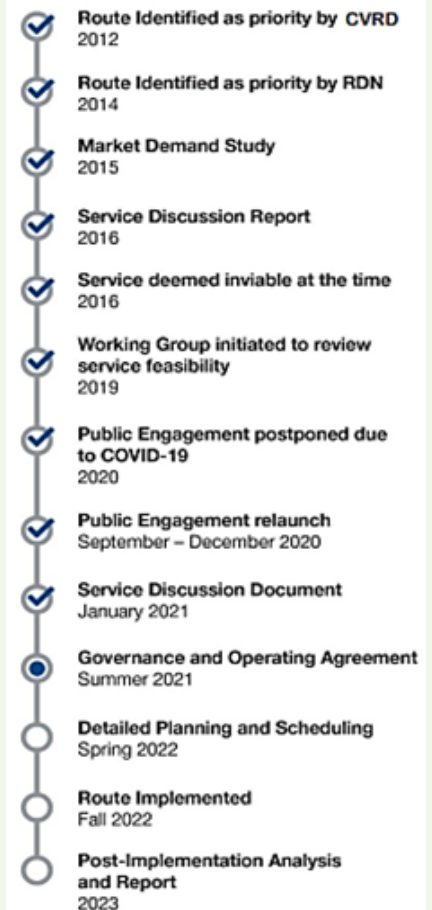 Route Identified as priority by CVRD
2012
Route Identified as priority by RDN
2014
Market Demand Study
2015
Service Discussion Report
2016
Service deemed inviable at the time
2016
Working Group initiated to review
service feasibility
2019
Public Engagement postponed due
to COVID-19
2020
Public Engagement relaunch
September – December 2020
Service Discussion Document
January 2021
Governance and Operating Agreement
Summer 2021
Detailed Planning and Scheduling
Spring 2022
Route Implemented
Fall 2022
Post-Implementation Analysis
and Report
2023